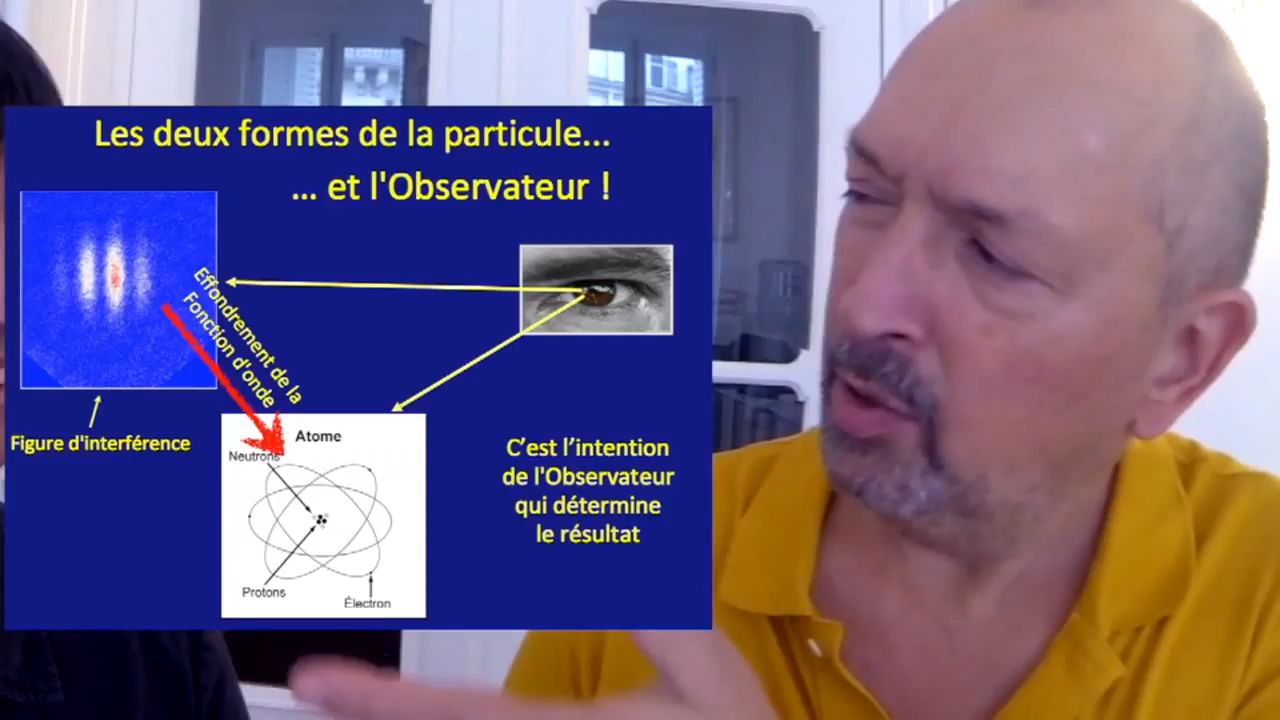 Les deux formes de la particule...
... et l'Observateur !
Effondrement de la
Fonction d'onde
Figure d'interférence
Atome
Neutrons
Protons
Électron
C'est l'intention
de l'Observateur
qui détermine
le résultat